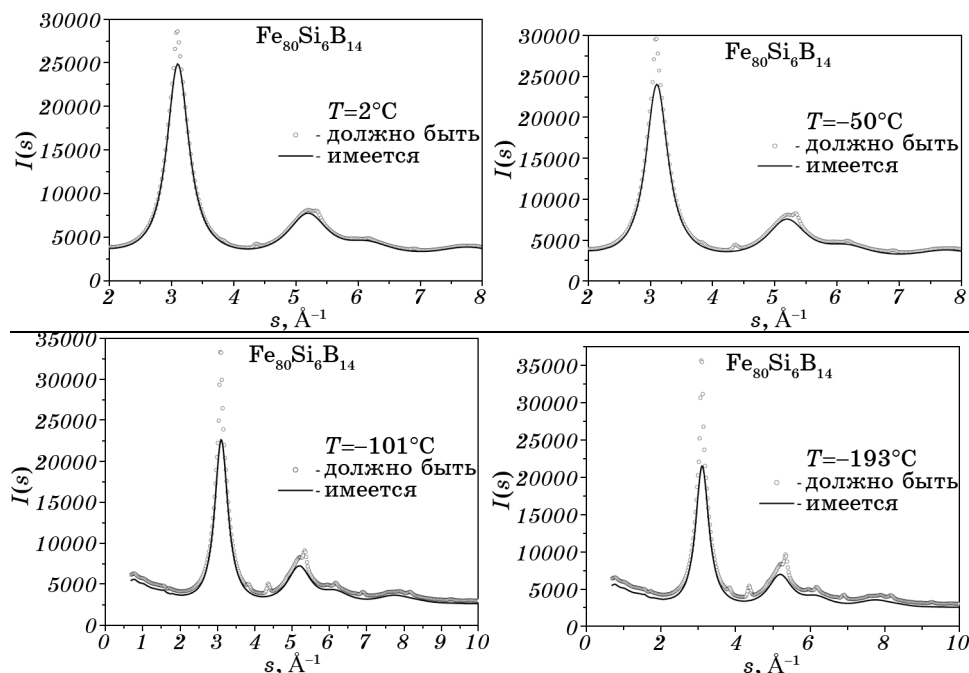 30000
25000
20000
15000
10000
5000
0
I(s)
Fe₈₀Si₆B₁₄
T=2°C
- должно быть
- имеется
2 3 4 5 6 7 8
s, Å⁻¹
30000
25000
20000
15000
10000
5000
0
I(s)
Fe₈₀Si₆B₁₄
T=−50°C
- должно быть
- имеется
2 3 4 5 6 7 8
s, Å⁻¹
35000
30000
25000
20000
15000
10000
5000
0
I(s)
Fe₈₀Si₆B₁₄
T=−101°C
- должно быть
- имеется
0 1 2 3 4 5 6 7 8 9 10
s, Å⁻¹
35000
30000
25000
20000
15000
10000
5000
0
I(s)
Fe₈₀Si₆B₁₄
T=−193°C
- должно быть
- имеется
0 2 4 6 8 10
s, Å⁻¹